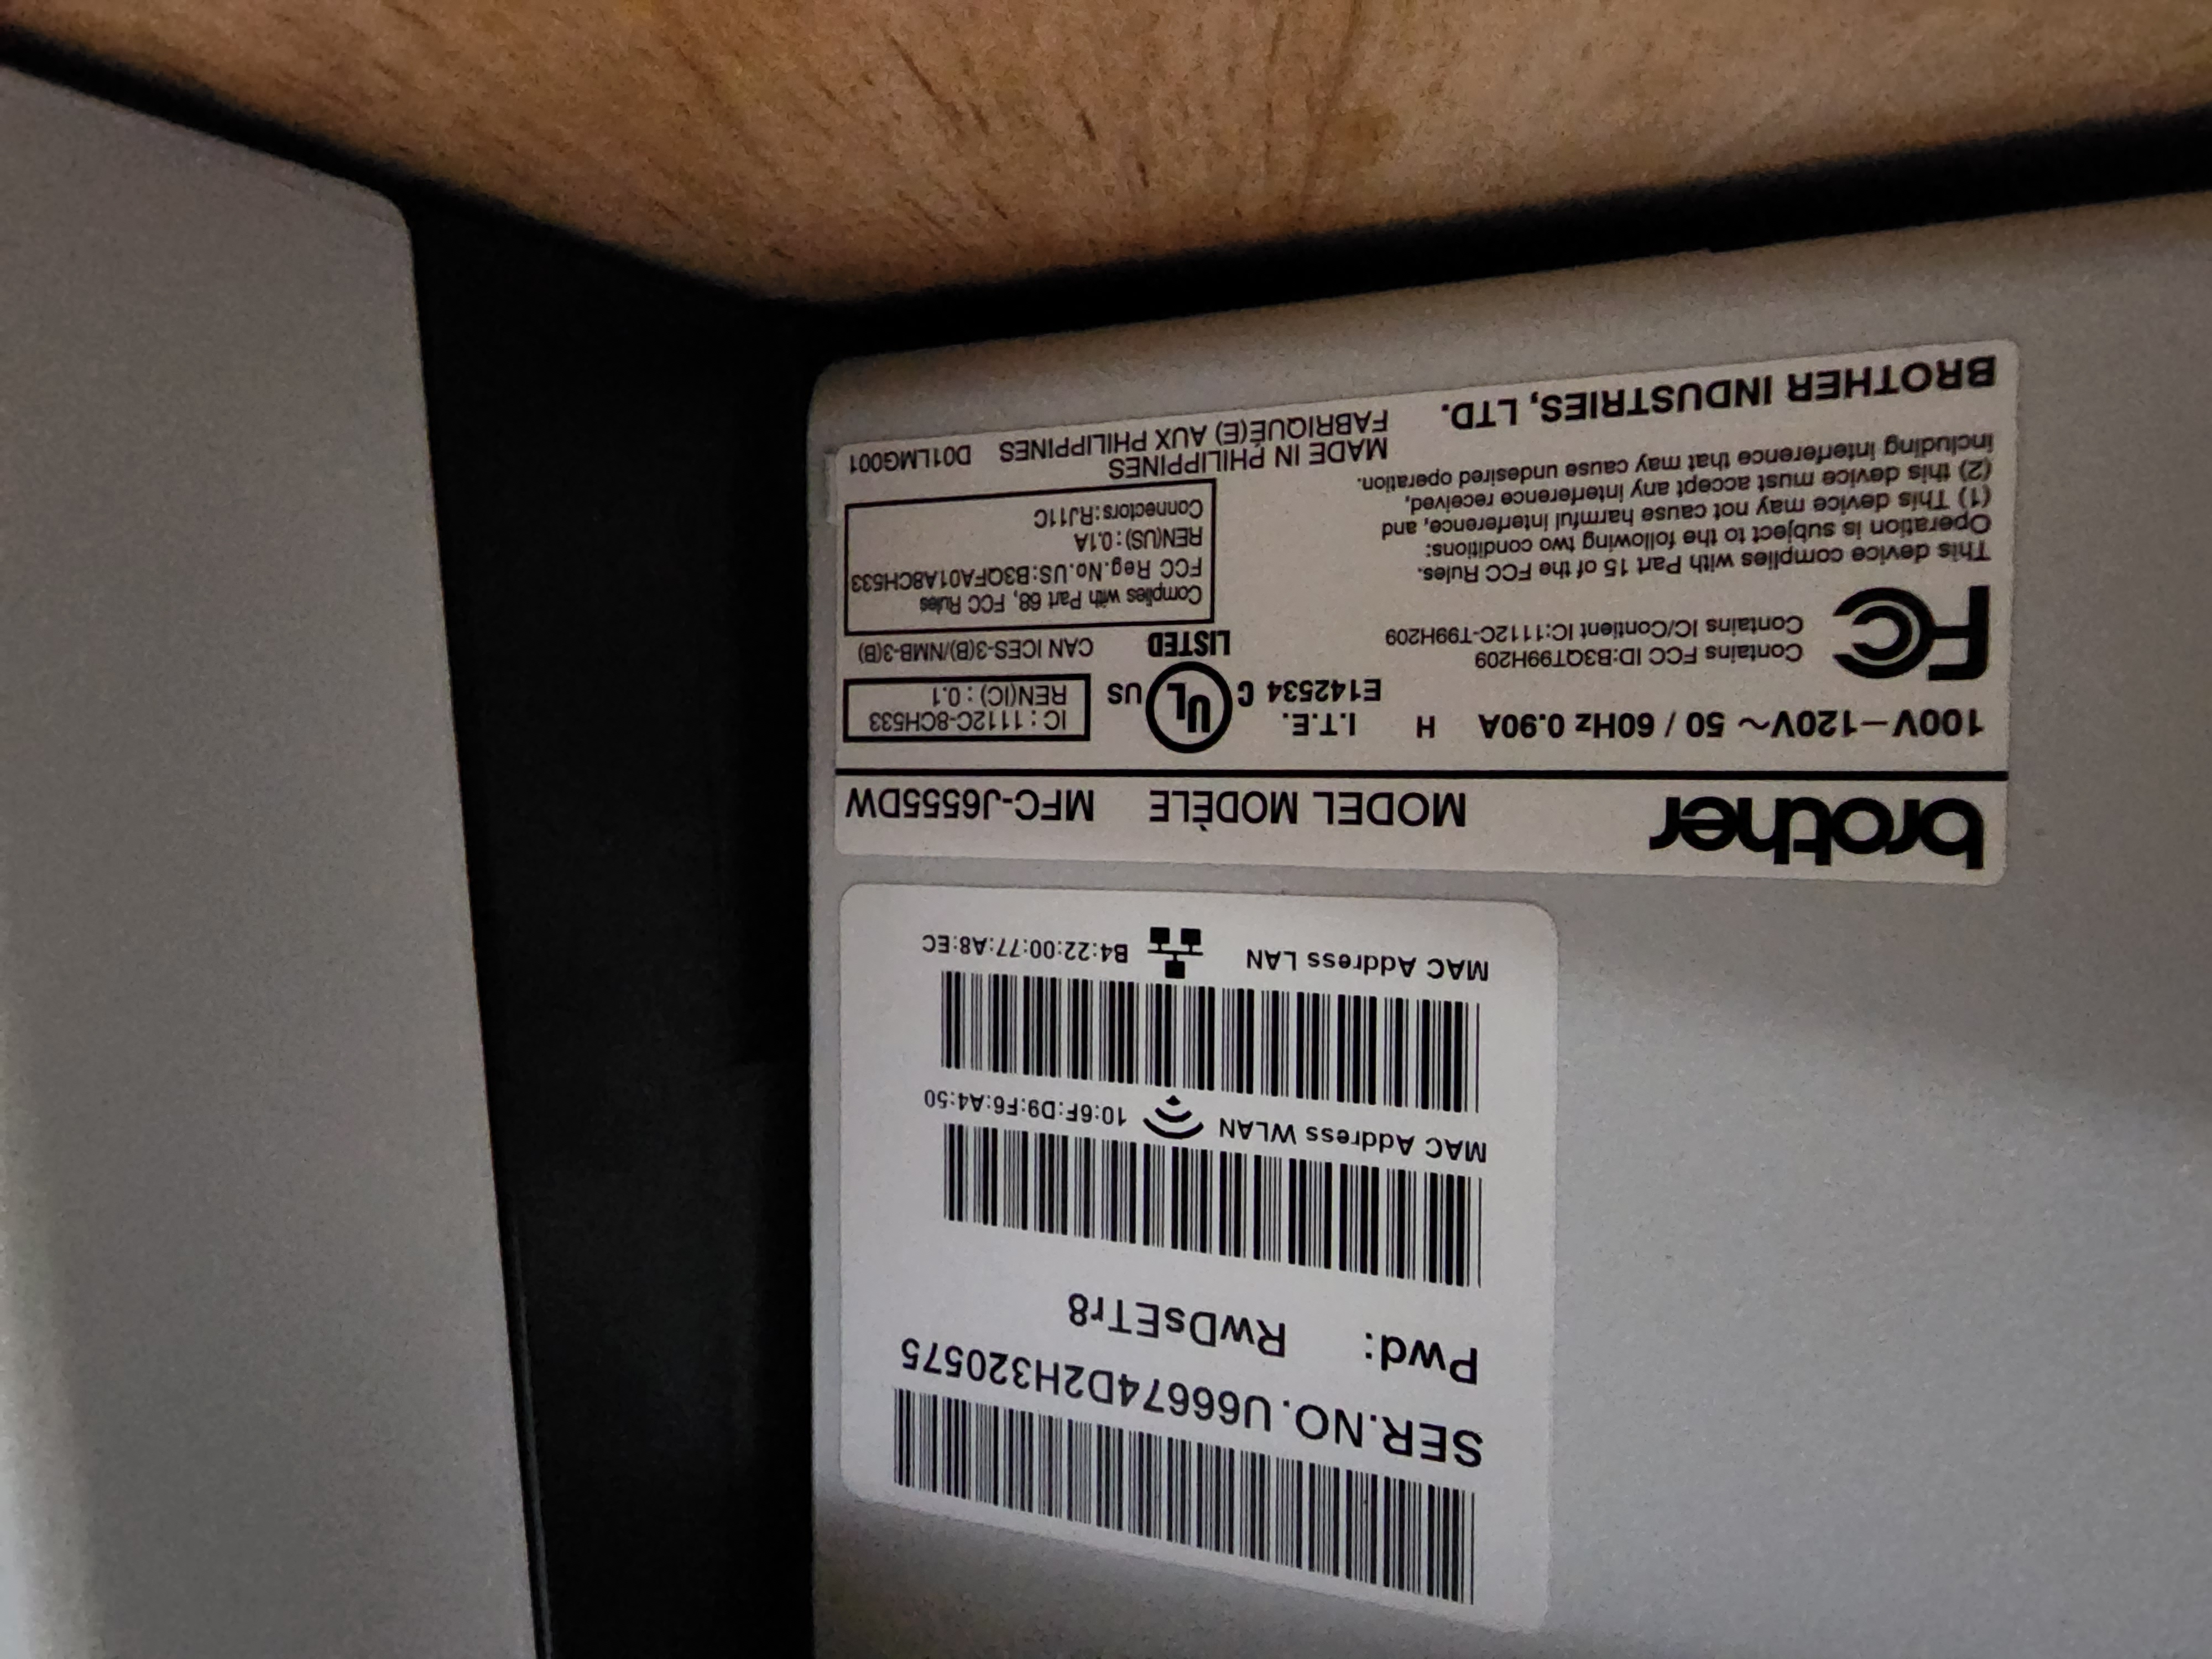 SER.NO. U66674D2H320575
Pwd: RwDsETr8
MAC Address WLAN 10:6F:D9:F6:A4:50
MAC Address LAN B4:22:00:77:A8:EC
brother MODEL MODÈLE MFC-J6555DW
100V－120V～ 50 / 60Hz 0.90A H
I.T.E.
E142534
C UL US
LISTED
IC : 1112C-8CH533
REN(IC) : 0.1
CAN ICES-3(B)/NMB-3(B)
FC
Contains FCC ID:B3QT99H209
Contains IC/Contient IC:1112C-T99H209
This device complies with Part 15 of the FCC Rules.
Operation is subject to the following two conditions:
(1) This device may not cause harmful interference, and
(2) this device must accept any interference received,
including interference that may cause undesired operation.
Complies with Part 68, FCC Rules
FCC Reg.No.US:B3QFA01A8CH533
REN(US) : 0.1A
Connectors:RJ11C
BROTHER INDUSTRIES, LTD.
MADE IN PHILIPPINES
FABRIQUÉ(E) AUX PHILIPPINES D01LMG001